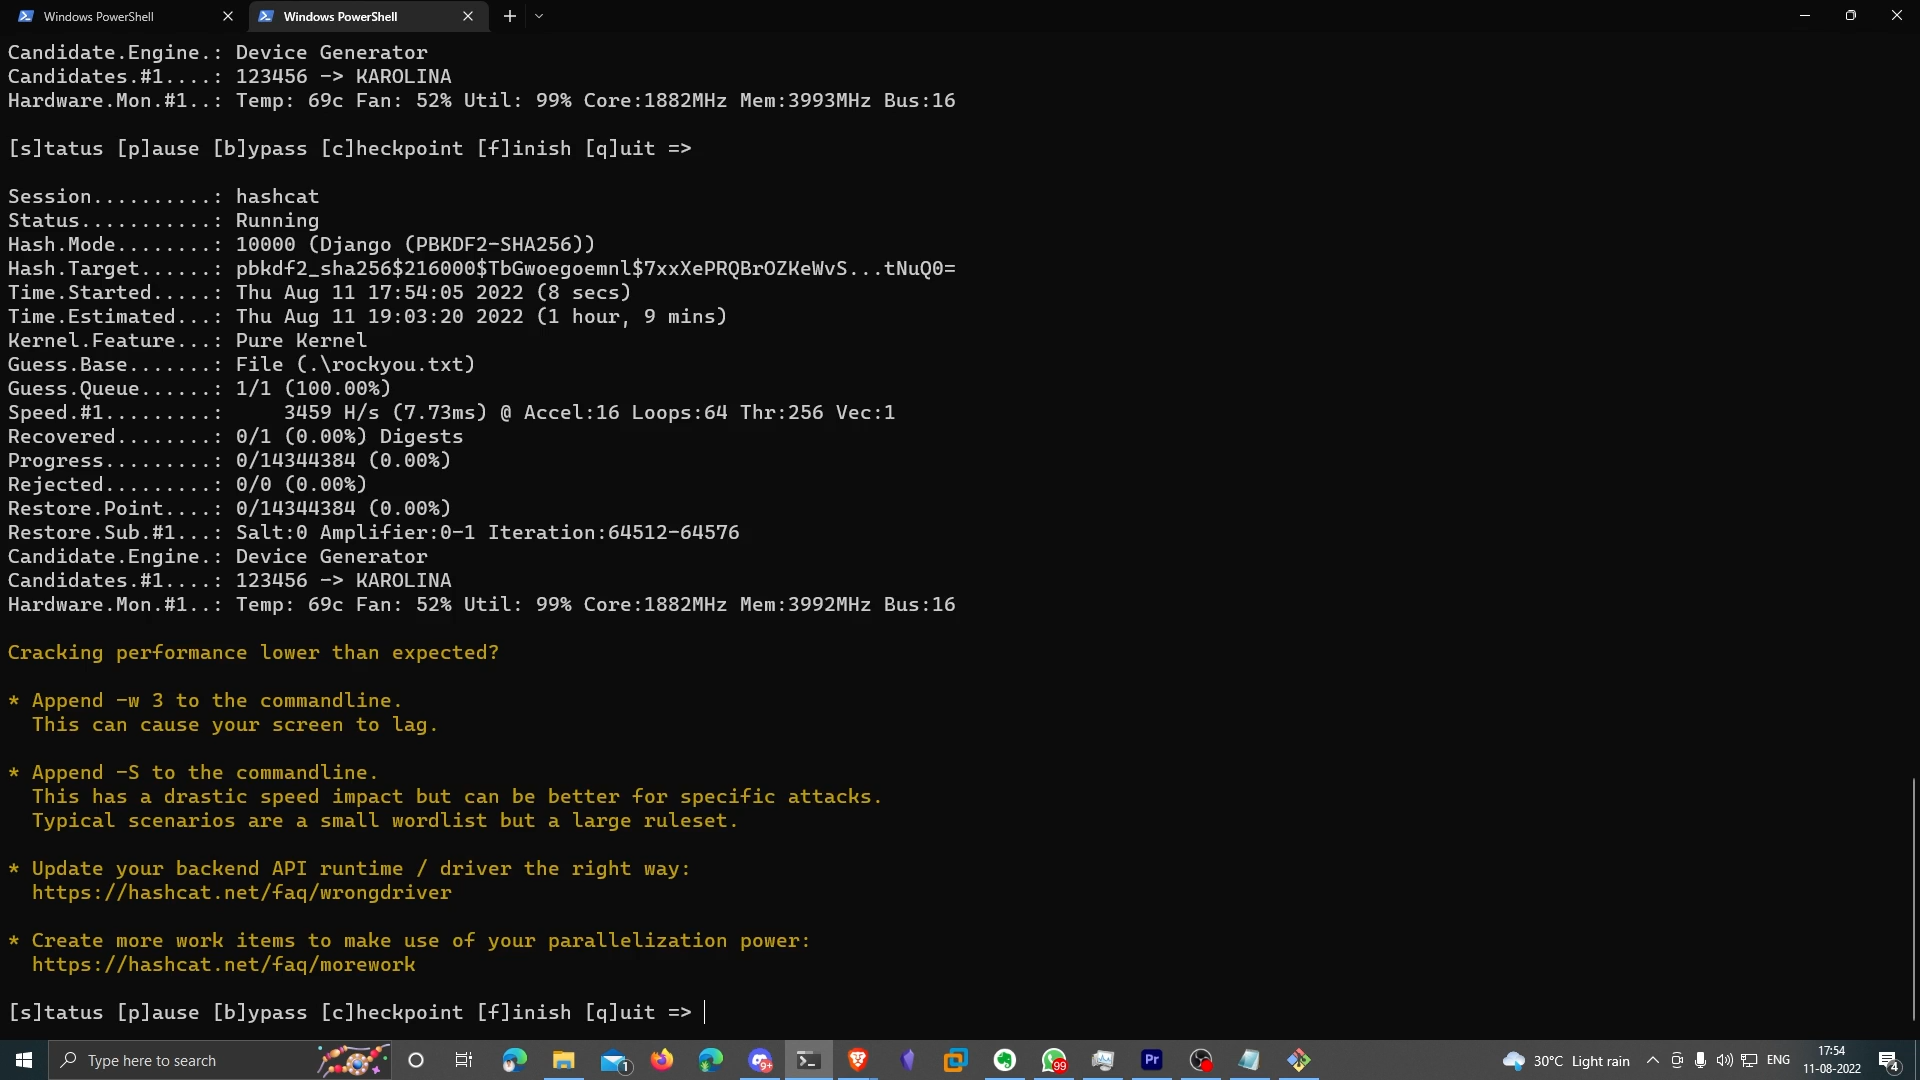 Windows PowerShell
Windows PowerShell
Candidate.Engine.: Device Generator
Candidates.#1....: 123456 -> KAROLINA
Hardware.Mon.#1..: Temp: 69c Fan: 52% Util: 99% Core:1882MHz Mem:3993MHz Bus:16
[s]tatus [p]ause [b]ypass [c]heckpoint [f]inish [q]uit =>
Session..........: hashcat
Status...........: Running
Hash.Mode........: 10000 (Django (PBKDF2-SHA256))
Hash.Target......: pbkdf2_sha256$216000$TbGwoegoemnl$7xxXePRQBrOZKeWvS...tNuQ0=
Time.Started.....: Thu Aug 11 17:54:05 2022 (8 secs)
Time.Estimated...: Thu Aug 11 19:03:20 2022 (1 hour, 9 mins)
Kernel.Feature...: Pure Kernel
Guess.Base.......: File (.\rockyou.txt)
Guess.Queue......: 1/1 (100.00%)
Speed.#1.........:     3459 H/s (7.73ms) @ Accel:16 Loops:64 Thr:256 Vec:1
Recovered........: 0/1 (0.00%) Digests
Progress.........: 0/14344384 (0.00%)
Rejected.........: 0/0 (0.00%)
Restore.Point....: 0/14344384 (0.00%)
Restore.Sub.#1...: Salt:0 Amplifier:0-1 Iteration:64512-64576
Candidate.Engine.: Device Generator
Candidates.#1....: 123456 -> KAROLINA
Hardware.Mon.#1..: Temp: 69c Fan: 52% Util: 99% Core:1882MHz Mem:3992MHz Bus:16
Cracking performance lower than expected?
* Append -w 3 to the commandline.
This can cause your screen to lag.
* Append -S to the commandline.
This has a drastic speed impact but can be better for specific attacks.
Typical scenarios are a small wordlist but a large ruleset.
* Update your backend API runtime / driver the right way:
https://hashcat.net/faq/wrongdriver
* Create more work items to make use of your parallelization power:
https://hashcat.net/faq/morework
[s]tatus [p]ause [b]ypass [c]heckpoint [f]inish [q]uit =>
Type here to search
1
9+
99
Pr
30°C Light rain
ENG
17:54
11-08-2022
4